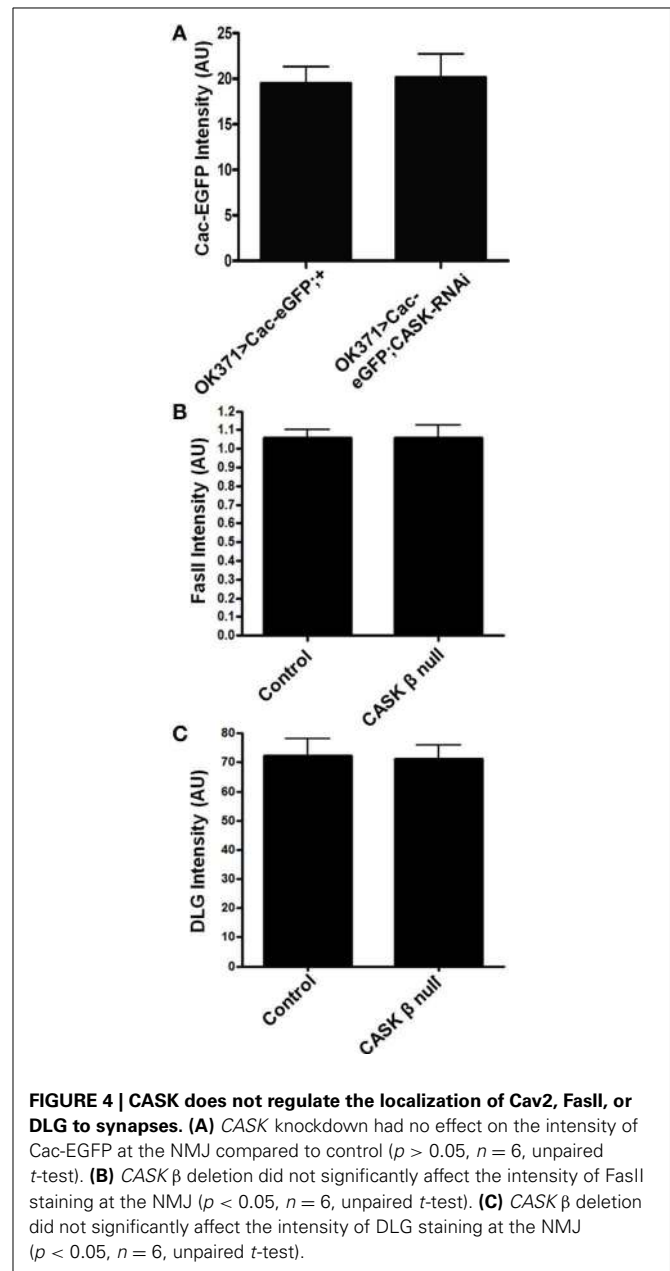 A
Cac-EGFP Intensity (AU)
25
20
15
10
5
0
OK371>Cac-eGFP;+
OK371>Cac-
eGFP;CASK-RNAi
B
FasII Intensity (AU)
1.2
1.1
1.0
0.9
0.8
0.7
0.6
0.5
0.4
0.3
0.2
0.1
0.0
Control
CASK β null
C
DLG Intensity (AU)
80
70
60
50
40
30
20
10
0
Control
CASK β null
FIGURE 4 | CASK does not regulate the localization of Cav2, FasII, or
DLG to synapses. (A) CASK knockdown had no effect on the intensity of
Cac-EGFP at the NMJ compared to control (p > 0.05, n = 6, unpaired
t-test). (B) CASK β deletion did not significantly affect the intensity of FasII
staining at the NMJ (p < 0.05, n = 6, unpaired t-test). (C) CASK β deletion
did not significantly affect the intensity of DLG staining at the NMJ
(p < 0.05, n = 6, unpaired t-test).